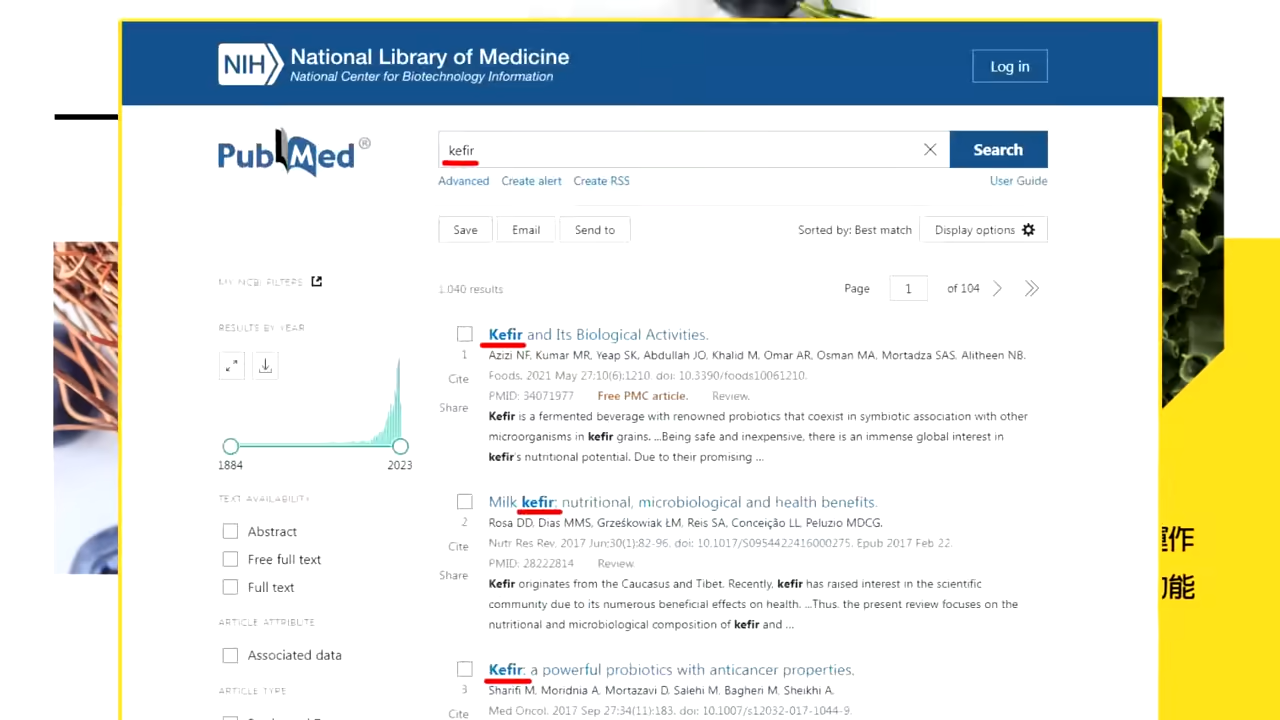 NIH
National Library of Medicine
National Center for Biotechnology Information
Log in
PubMed®
kefir
Search
Advanced
Create alert
Create RSS
User Guide
Save
Email
Send to
Sorted by: Best match
Display options
MY NCBI FILTERS
1,040 results
Page
1
of 104
RESULTS BY YEAR
1884
2023
TEXT AVAILABILITY
Abstract
Free full text
Full text
ARTICLE ATTRIBUTE
Associated data
ARTICLE TYPE
Kefir and Its Biological Activities.
1
Azizi NF, Kumar MR, Yeap SK, Abdullah JO, Khalid M, Omar AR, Osman MA, Mortadza SAS, Alitheen NB.
Cite
Foods. 2021 May 27;10(6):1210. doi: 10.3390/foods10061210.
Share
PMID: 34071977 Free PMC article. Review.
Kefir is a fermented beverage with renowned probiotics that coexist in symbiotic association with other
microorganisms in kefir grains. ...Being safe and inexpensive, there is an immense global interest in
kefir's nutritional potential. Due to their promising ...
Milk kefir: nutritional, microbiological and health benefits.
2
Rosa DD, Dias MMS, Grześkowiak ŁM, Reis SA, Conceição LL, Peluzio MDCG.
Cite
Nutr Res Rev. 2017 Jun;30(1):82-96. doi: 10.1017/S0954422416000275. Epub 2017 Feb 22.
Share
PMID: 28222814 Review.
Kefir originates from the Caucasus and Tibet. Recently, kefir has raised interest in the scientific
community due to its numerous beneficial effects on health. ...Thus, the present review focuses on the
nutritional and microbiological composition of kefir and ...
Kefir: a powerful probiotics with anticancer properties.
3
Sharifi M, Moridnia A, Mortazavi D, Salehi M, Bagheri M, Sheikhi A.
Cite
Med Oncol. 2017 Sep 27;34(11):183. doi: 10.1007/s12032-017-1044-9.
作
能